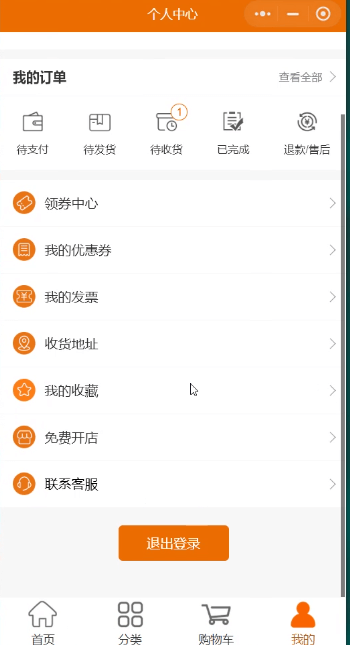 个人中心
我的订单 查看全部
1
待支付 待发货 待收货 已完成 退款/售后
领券中心
我的优惠券
我的发票
收货地址
我的收藏
免费开店
联系客服
退出登录
首页 分类 购物车 我的